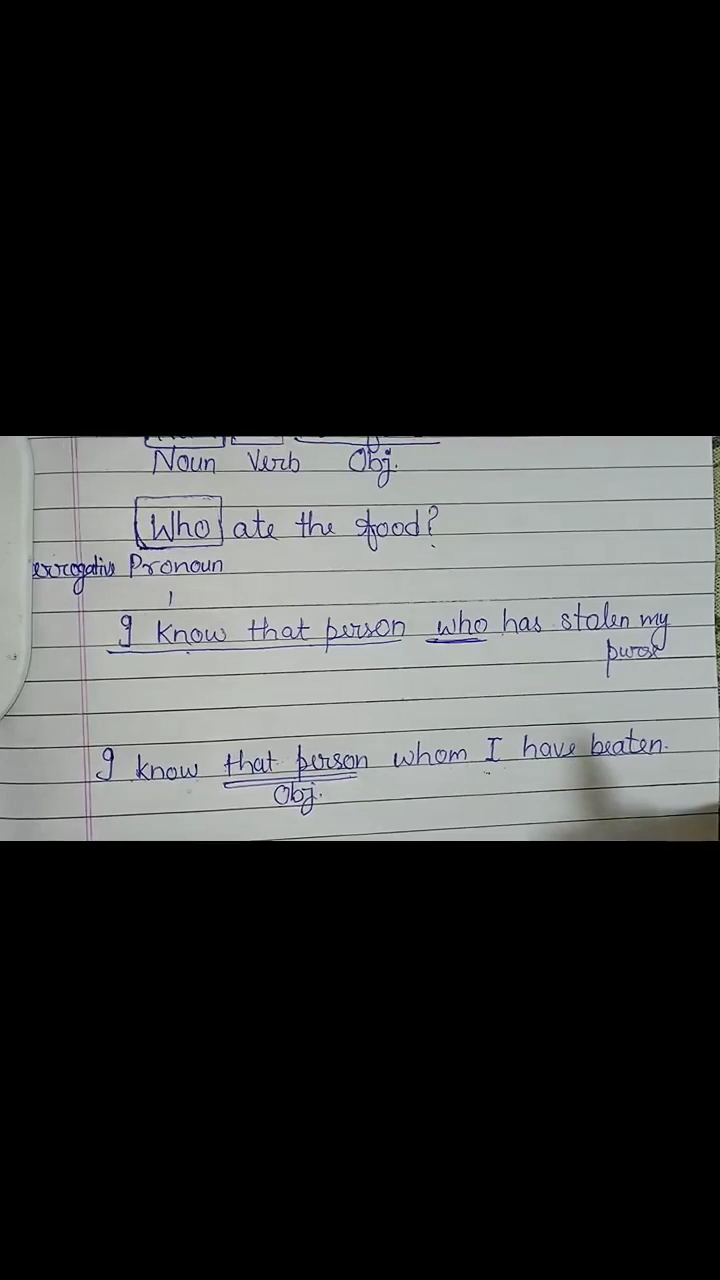 Noun Verb Obj.
Who ate the food?
errogative Pronoun
I know that person who has stolen my
purse
I know that person whom I have beaten.
Obj.